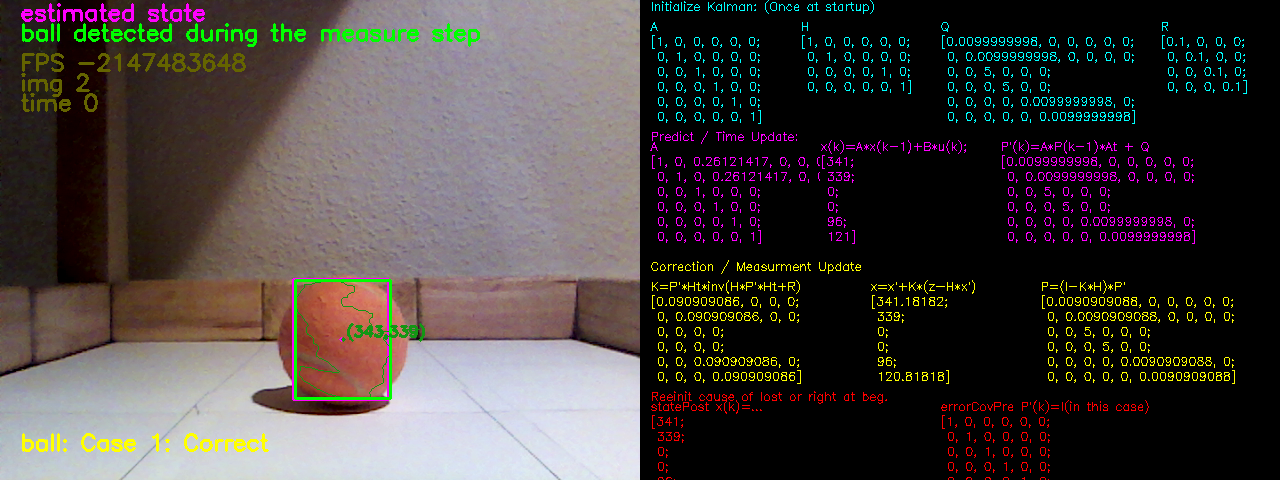 estimated state
ball detected during the measure step
FPS -2147483648
img 2
time 0
(343,339)
ball: Case 1: Correct
Initialize Kalman: (Once at startup)
A
[1, 0, 0, 0, 0, 0;
0, 1, 0, 0, 0, 0;
0, 0, 1, 0, 0, 0;
0, 0, 0, 1, 0, 0;
0, 0, 0, 0, 1, 0;
0, 0, 0, 0, 0, 1]
H
[1, 0, 0, 0, 0, 0;
0, 1, 0, 0, 0, 0;
0, 0, 0, 0, 1, 0;
0, 0, 0, 0, 0, 1]
Q
[0.0099999998, 0, 0, 0, 0, 0;
0, 0.0099999998, 0, 0, 0, 0;
0, 0, 5, 0, 0, 0;
0, 0, 0, 5, 0, 0;
0, 0, 0, 0, 0.0099999998, 0;
0, 0, 0, 0, 0, 0.0099999998]
R
[0.1, 0, 0, 0;
0, 0.1, 0, 0;
0, 0, 0.1, 0;
0, 0, 0, 0.1]
Predict / Time Update:
A
[1, 0, 0.26121417, 0, 0,
0, 1, 0, 0.26121417, 0,
0, 0, 1, 0, 0, 0;
0, 0, 0, 1, 0, 0;
0, 0, 0, 0, 1, 0;
0, 0, 0, 0, 0, 1]
x(k)=A*x(k-1)+B*u(k);
[341;
339;
0;
0;
96;
121]
P'(k)=A*P(k-1)*At + Q
[0.0099999998, 0, 0, 0, 0, 0;
0, 0.0099999998, 0, 0, 0, 0;
0, 0, 5, 0, 0, 0;
0, 0, 0, 5, 0, 0;
0, 0, 0, 0, 0.0099999998, 0;
0, 0, 0, 0, 0, 0.0099999998]
Correction / Measurment Update
K=P'*Ht*inv(H*P'*Ht+R)
[0.090909086, 0, 0, 0;
0, 0.090909086, 0, 0;
0, 0, 0, 0;
0, 0, 0, 0;
0, 0, 0.090909086, 0;
0, 0, 0, 0.090909086]
x=x'+K*(z-H*x')
[341.18182;
339;
0;
0;
96;
120.81818]
P=(I-K*H)*P'
[0.0090909088, 0, 0, 0, 0, 0;
0, 0.0090909088, 0, 0, 0, 0;
0, 0, 5, 0, 0, 0;
0, 0, 0, 5, 0, 0;
0, 0, 0, 0, 0.0090909088, 0;
0, 0, 0, 0, 0, 0.0090909088]
Reeinit cause of lost or right at beg.
statePost x(k)=...
[341;
339;
0;
0;
errorCovPre P'(k)=I(in this case)
[1, 0, 0, 0, 0, 0;
0, 1, 0, 0, 0, 0;
0, 0, 1, 0, 0, 0;
0, 0, 0, 1, 0, 0;